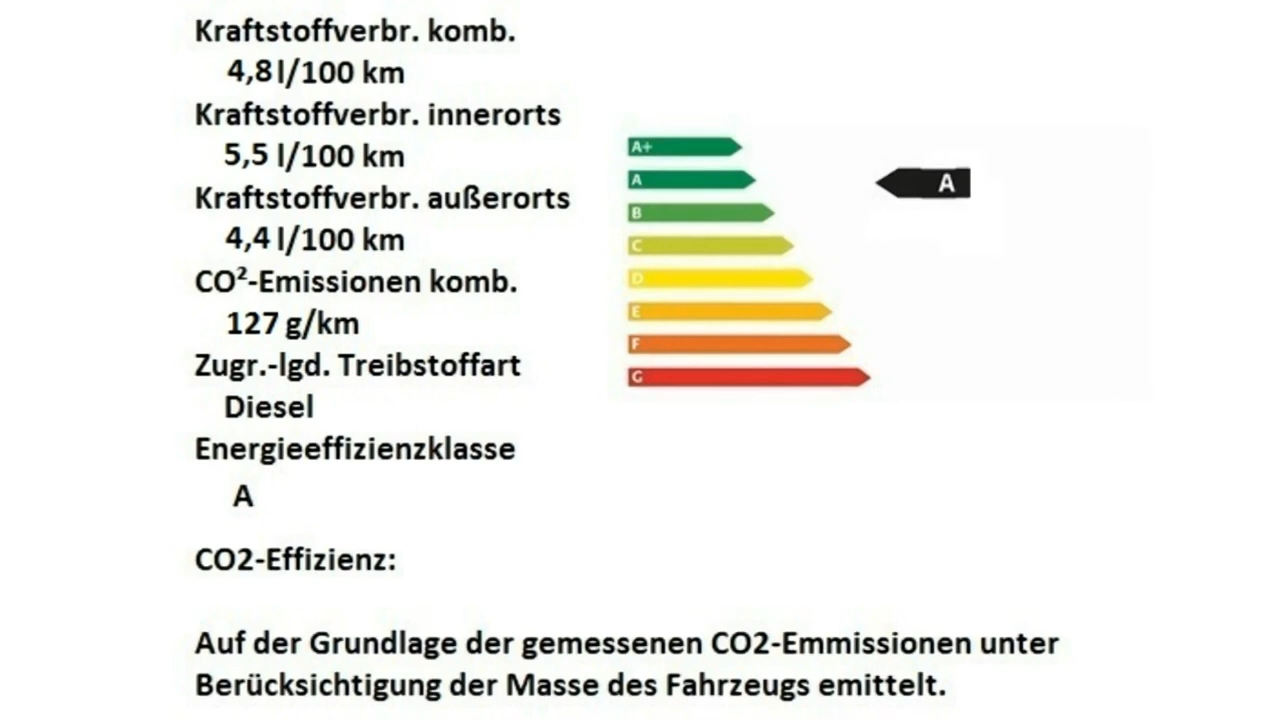 Kraftstoffverbr. komb.
4,8 l/100 km
Kraftstoffverbr. innerorts
5,5 l/100 km
Kraftstoffverbr. außerorts
4,4 l/100 km
CO²-Emissionen komb.
127 g/km
Zugr.-lgd. Treibstoffart
Diesel
Energieeffizienzklasse
A
CO2-Effizienz:
Auf der Grundlage der gemessenen CO2-Emmissionen unter
Berücksichtigung der Masse des Fahrzeugs emittelt.
A+
A
B
C
D
E
F
G
A